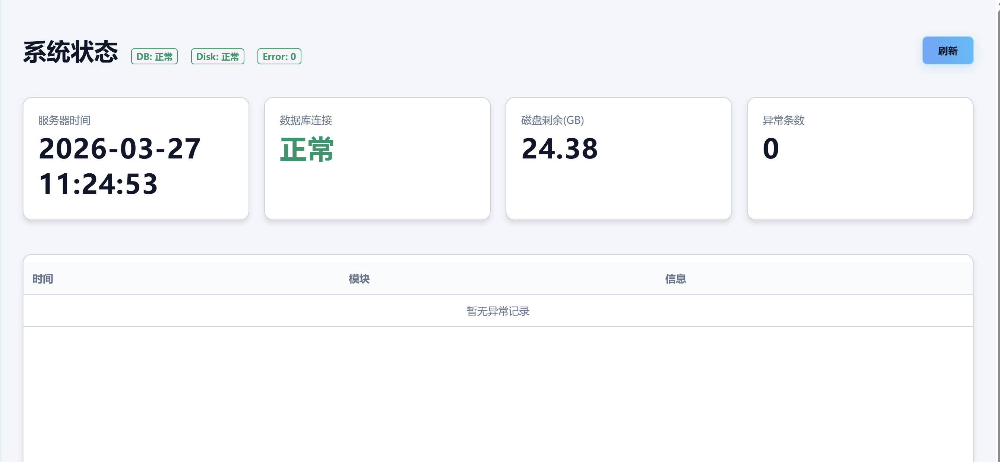 系统状态 DB: 正常 Disk: 正常 Error: 0 刷新
服务器时间
2026-03-27
11:24:53
数据库连接
正常
磁盘剩余(GB)
24.38
异常条数
0
时间 模块 信息
暂无异常记录